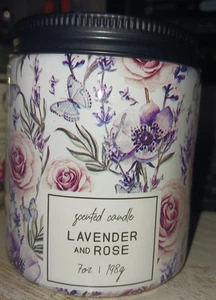 scented candle
LAVENDER
AND ROSE
7oz | 198g